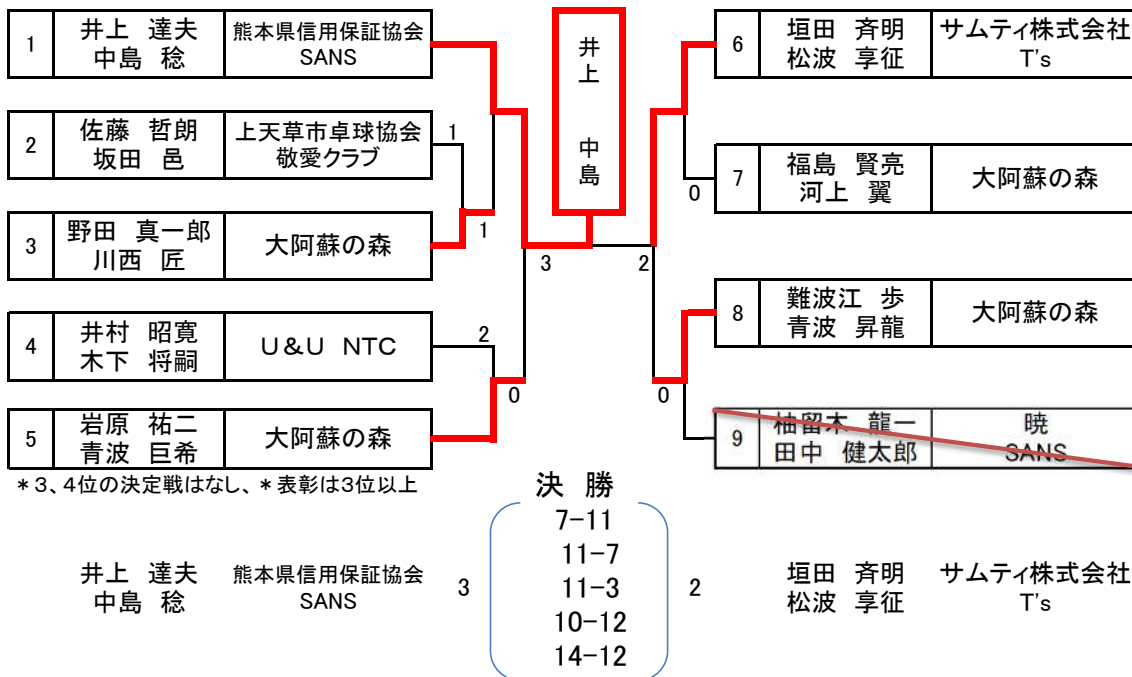 1 井上 達夫 熊本県信用保証協会
中島 稔 SANS
2 佐藤 哲朗 上天草市卓球協会
坂田 邑 敬愛クラブ
1
3 野田 真一郎 大阿蘇の森
川西 匠
1
4 井村 昭寛 U&U NTC
木下 将嗣
2
5 岩原 祐二 大阿蘇の森
青波 巨希
0
井上 中島
3 2
6 垣田 斉明 サムティ株式会社
松波 享征 T's
7 福島 賢亮 大阿蘇の森
河上 翼
0
8 難波江 歩 大阿蘇の森
青波 昇龍
0
9 柚留木 龍一 暁
田中 健太郎 SANS
*3、4位の決定戦はなし、*表彰は3位以上
決 勝
7-11
11-7
11-3
10-12
14-12
井上 達夫 熊本県信用保証協会 3 2 垣田 斉明 サムティ株式会社
中島 稔 SANS 松波 享征 T's